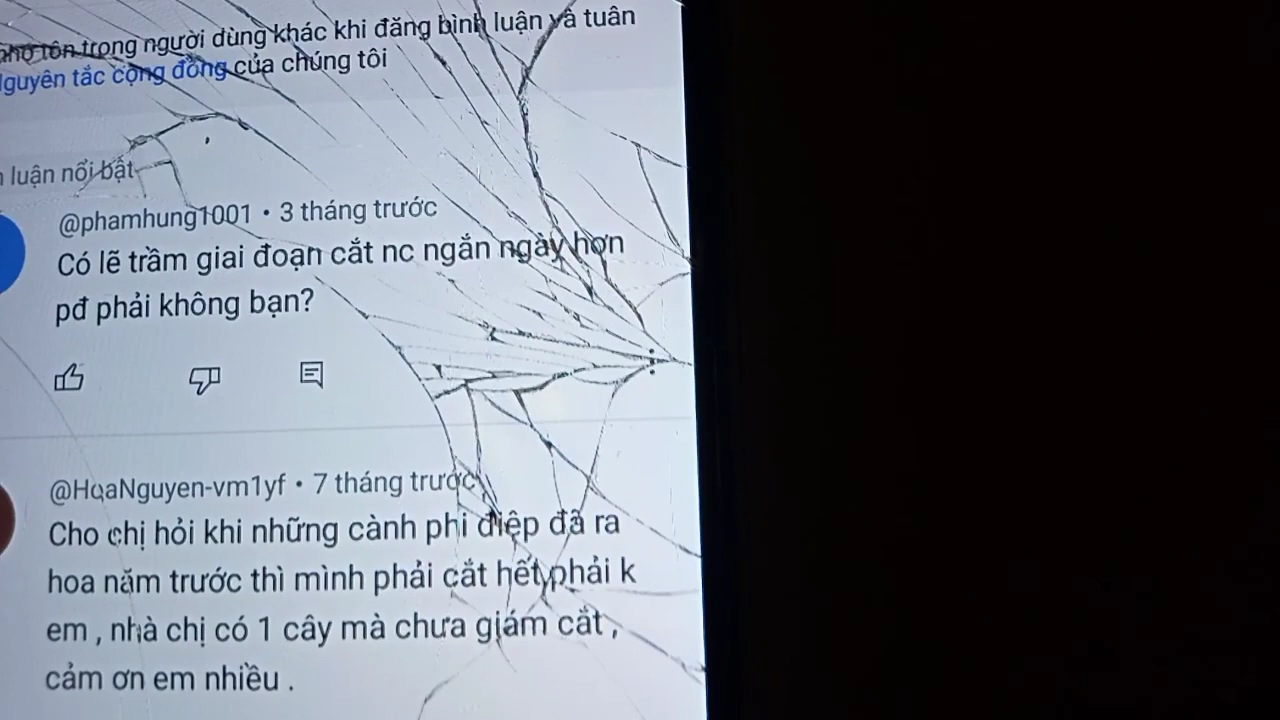 tôn trọng người dùng khác khi đăng bình luận và tuân
Nguyên tắc cộng đồng của chúng tôi
luận nổi bật
@phamhung1001 • 3 tháng trước
Có lẽ trầm giai đoạn cắt nc ngắn ngày hơn
pđ phải không bạn?
@HoaNguyen-vm1yf • 7 tháng trước
Cho chị hỏi khi những cành phi điệp đã ra
hoa năm trước thì mình phải cắt hết phải k
em , nhà chị có 1 cây mà chưa giám cắt ,
cảm ơn em nhiều .